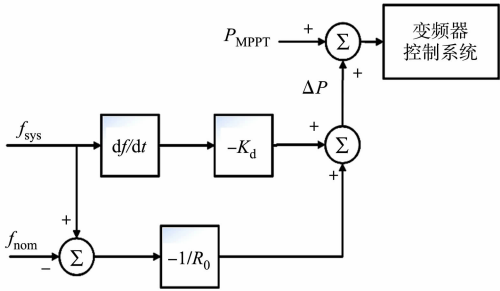 P_MPPT
+
Σ
+
变频器
控制系统
ΔP
f_sys
df/dt
−K_d
+
Σ
+
+
f_nom
−
Σ
−1/R_0